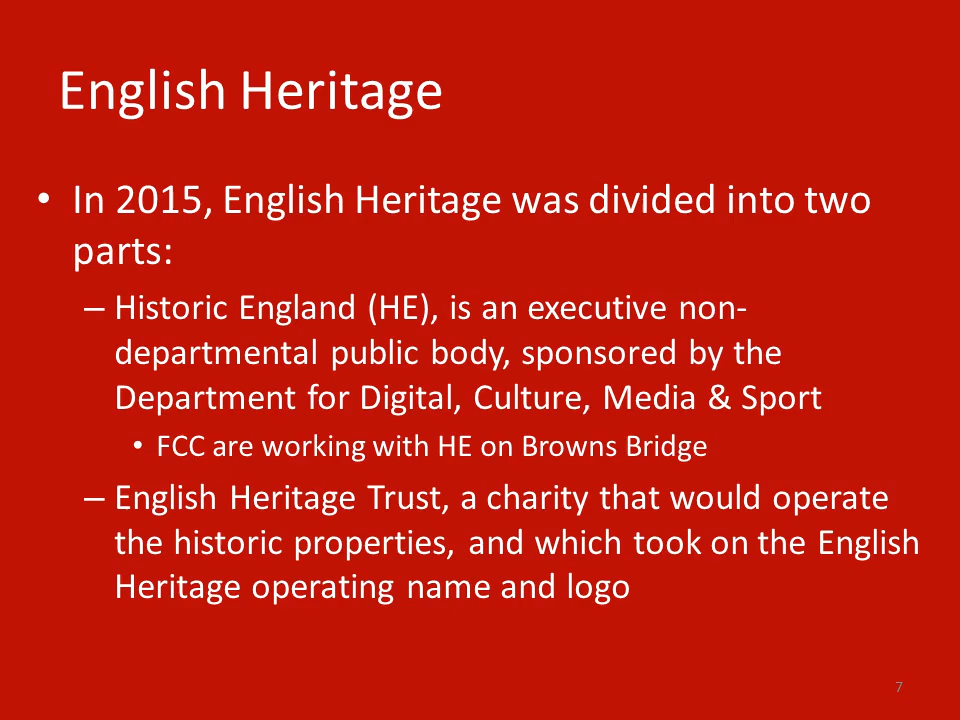 English Heritage
• In 2015, English Heritage was divided into two
parts:
– Historic England (HE), is an executive non-
departmental public body, sponsored by the
Department for Digital, Culture, Media & Sport
• FCC are working with HE on Browns Bridge
– English Heritage Trust, a charity that would operate
the historic properties, and which took on the English
Heritage operating name and logo
7